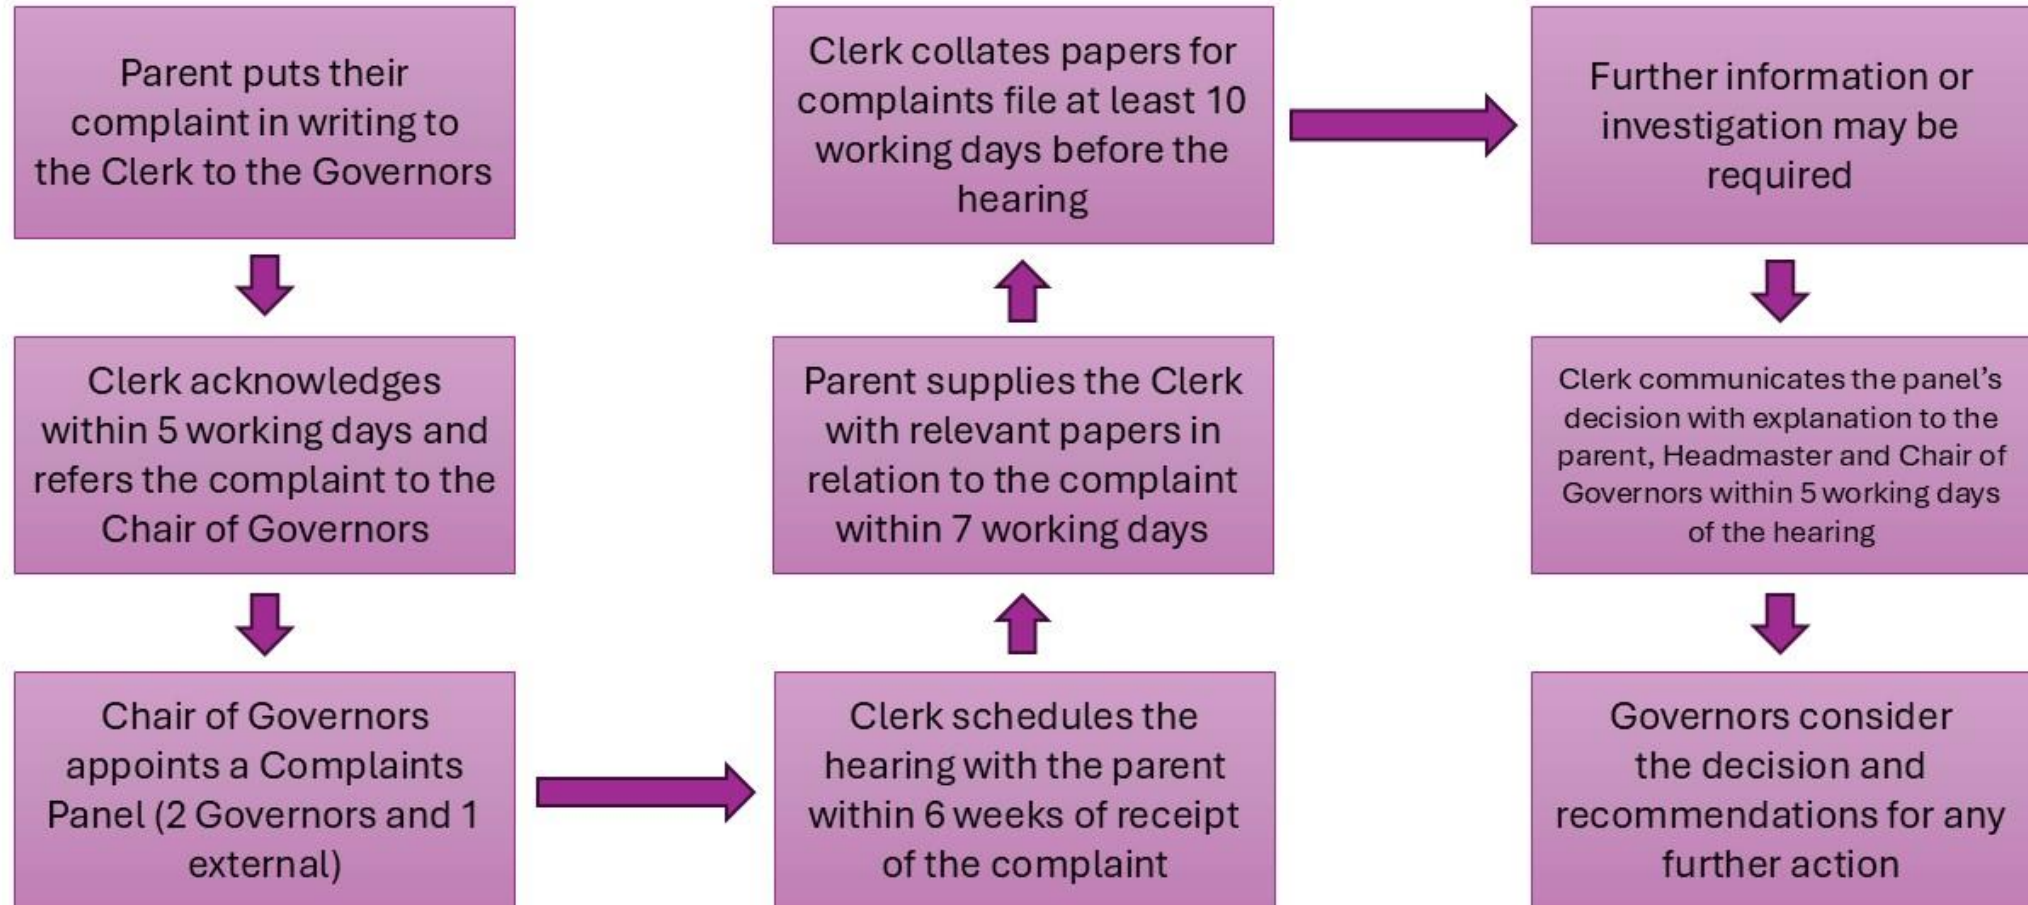 Parent puts their
complaint in writing to
the Clerk to the Governors
Clerk acknowledges
within 5 working days and
refers the complaint to the
Chair of Governors
Chair of Governors
appoints a Complaints
Panel (2 Governors and 1
external)
Clerk schedules the
hearing with the parent
within 6 weeks of receipt
of the complaint
Parent supplies the Clerk
with relevant papers in
relation to the complaint
within 7 working days
Clerk collates papers for
complaints file at least 10
working days before the
hearing
Further information or
investigation may be
required
Clerk communicates the panel’s
decision with explanation to the
parent, Headmaster and Chair of
Governors within 5 working days
of the hearing
Governors consider
the decision and
recommendations for any
further action